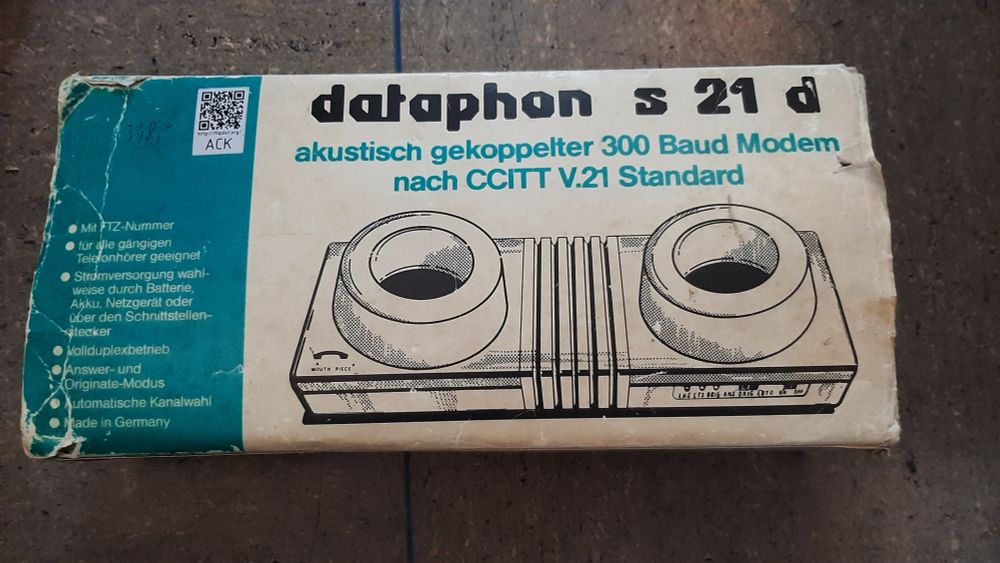 dataphon s 21 d
akustisch gekoppelter 300 Baud Modem
nach CCITT V.21 Standard
398,-
ACK
Mit FTZ-Nummer
für alle gängigen
Telefonhörer geeignet
Stromversorgung wahl-
weise durch Batterie,
Akku, Netzgerät oder
über den Schnittstellen-
stecker
Vollduplexbetrieb
Answer- und
Originate-Modus
Automatische Kanalwahl
Made in Germany
MOUTH PIECE